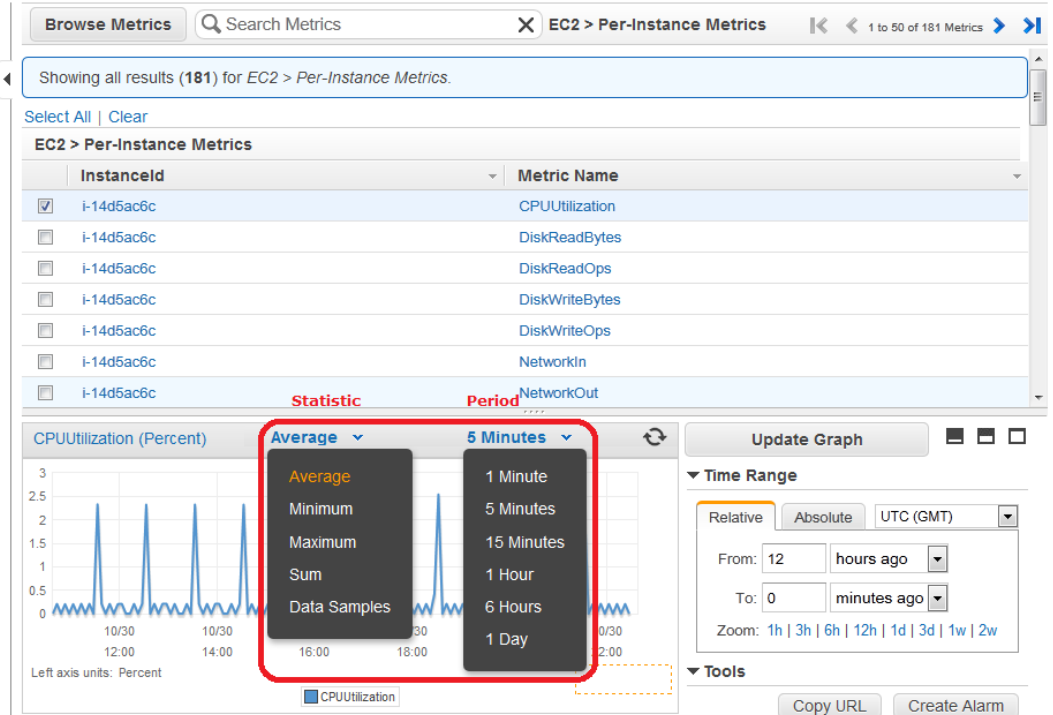 Browse Metrics Search Metrics EC2 > Per-Instance Metrics 1 to 50 of 181 Metrics
Showing all results (181) for EC2 > Per-Instance Metrics.
Select All | Clear
EC2 > Per-Instance Metrics
InstanceId Metric Name
i-14d5ac6c CPUUtilization
i-14d5ac6c DiskReadBytes
i-14d5ac6c DiskReadOps
i-14d5ac6c DiskWriteBytes
i-14d5ac6c DiskWriteOps
i-14d5ac6c NetworkIn
i-14d5ac6c NetworkOut
Statistic Period
CPUUtilization (Percent) Average 5 Minutes
Average
Minimum
Maximum
Sum
Data Samples
1 Minute
5 Minutes
15 Minutes
1 Hour
6 Hours
1 Day
3
2.5
2
1.5
1
0.5
0
10/30 10/30
12:00 14:00 16:00 18:00
Left axis units: Percent
CPUUtilization
Update Graph
Time Range
Relative Absolute UTC (GMT)
From: 12 hours ago
To: 0 minutes ago
Zoom: 1h | 3h | 6h | 12h | 1d | 3d | 1w | 2w
Tools
Copy URL Create Alarm